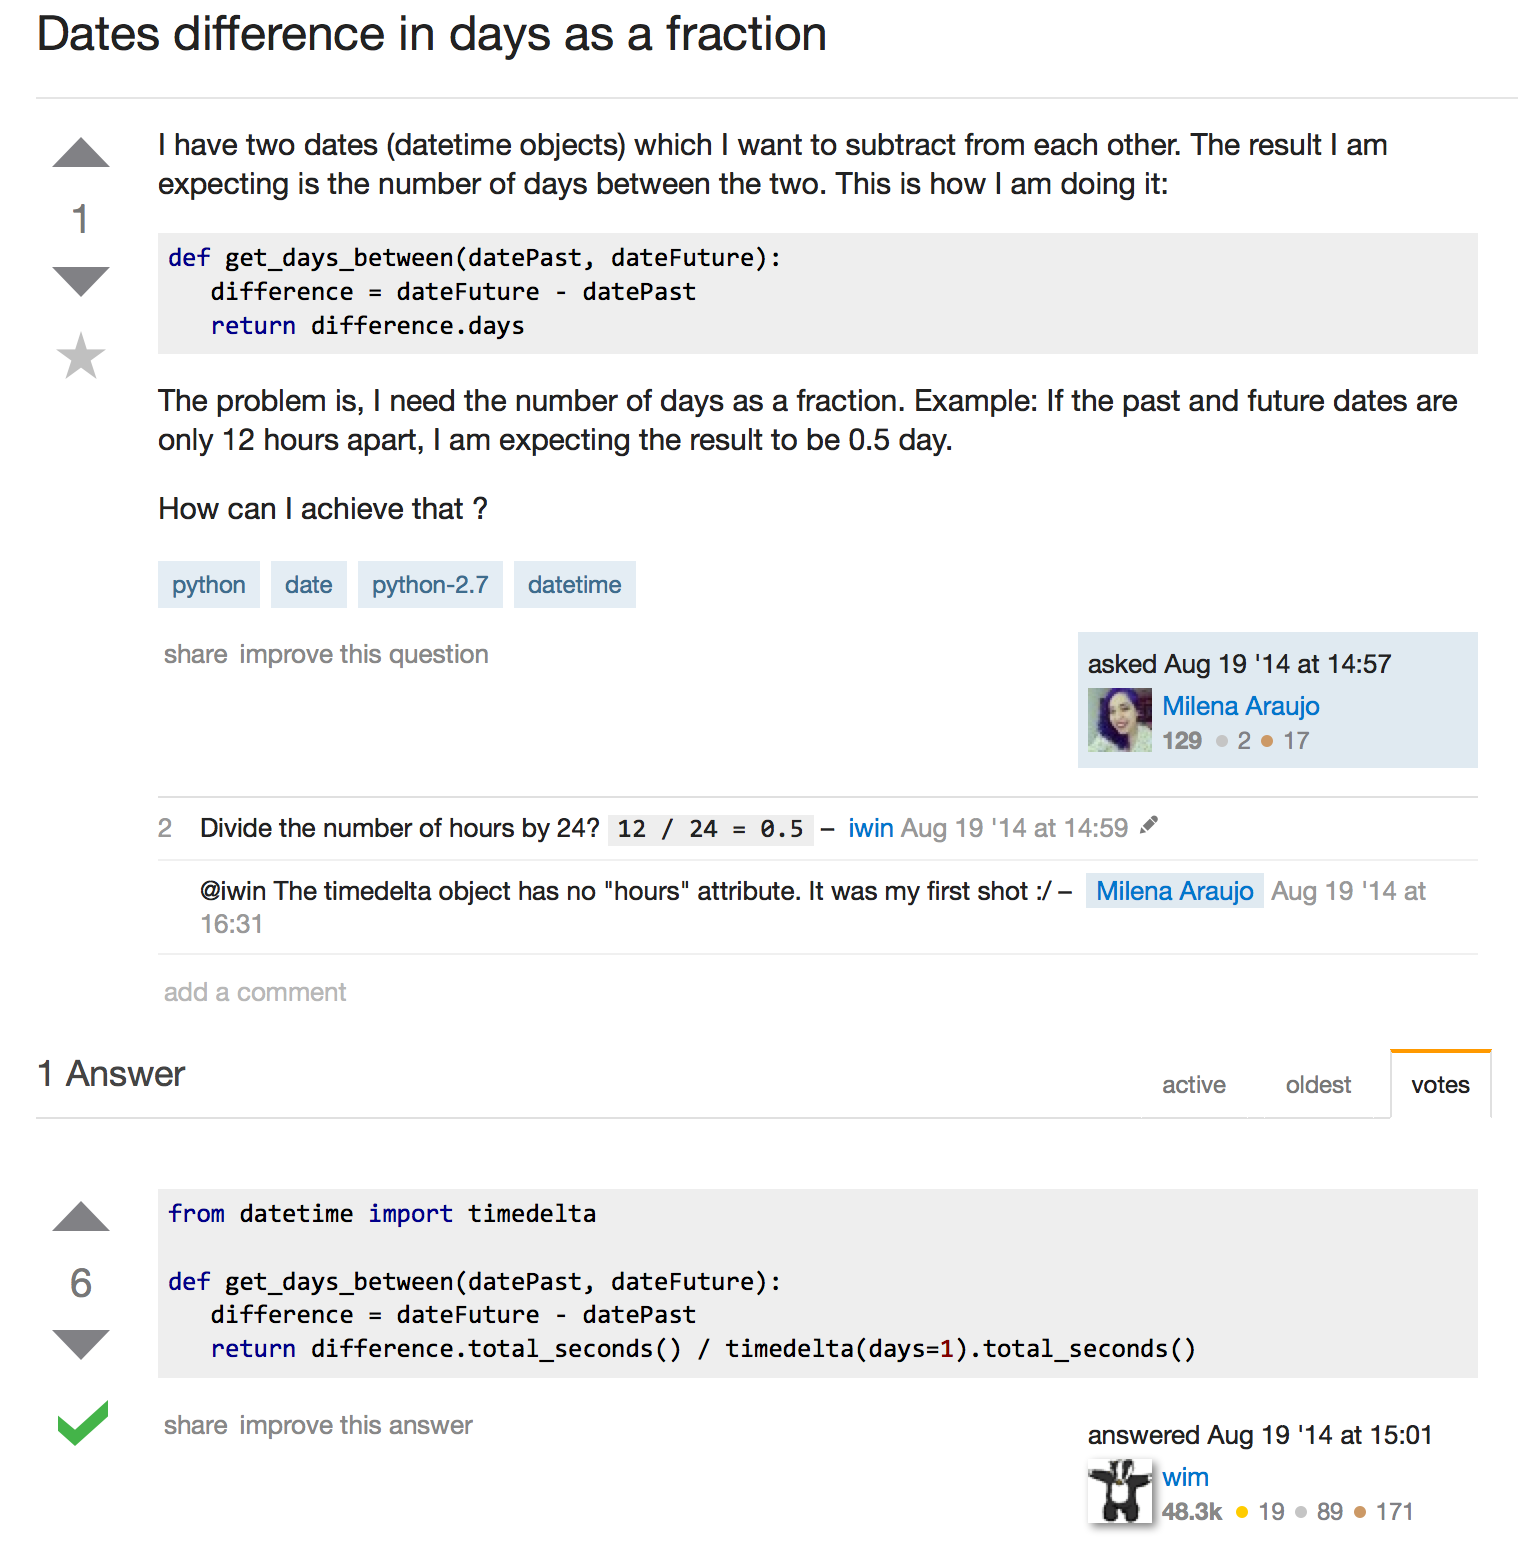 Dates difference in days as a fraction
I have two dates (datetime objects) which I want to subtract from each other. The result I am
expecting is the number of days between the two. This is how I am doing it:
1
def get_days_between(datePast, dateFuture):
   difference = dateFuture - datePast
   return difference.days
The problem is, I need the number of days as a fraction. Example: If the past and future dates are
only 12 hours apart, I am expecting the result to be 0.5 day.
How can I achieve that ?
python date python-2.7 datetime
share improve this question
asked Aug 19 '14 at 14:57
Milena Araujo
129 2 17
2 Divide the number of hours by 24? 12 / 24 = 0.5 – iwin Aug 19 '14 at 14:59
@iwin The timedelta object has no "hours" attribute. It was my first shot :/ – Milena Araujo Aug 19 '14 at
16:31
add a comment
1 Answer
active oldest votes
from datetime import timedelta
6
def get_days_between(datePast, dateFuture):
   difference = dateFuture - datePast
   return difference.total_seconds() / timedelta(days=1).total_seconds()
share improve this answer
answered Aug 19 '14 at 15:01
wim
48.3k 19 89 171